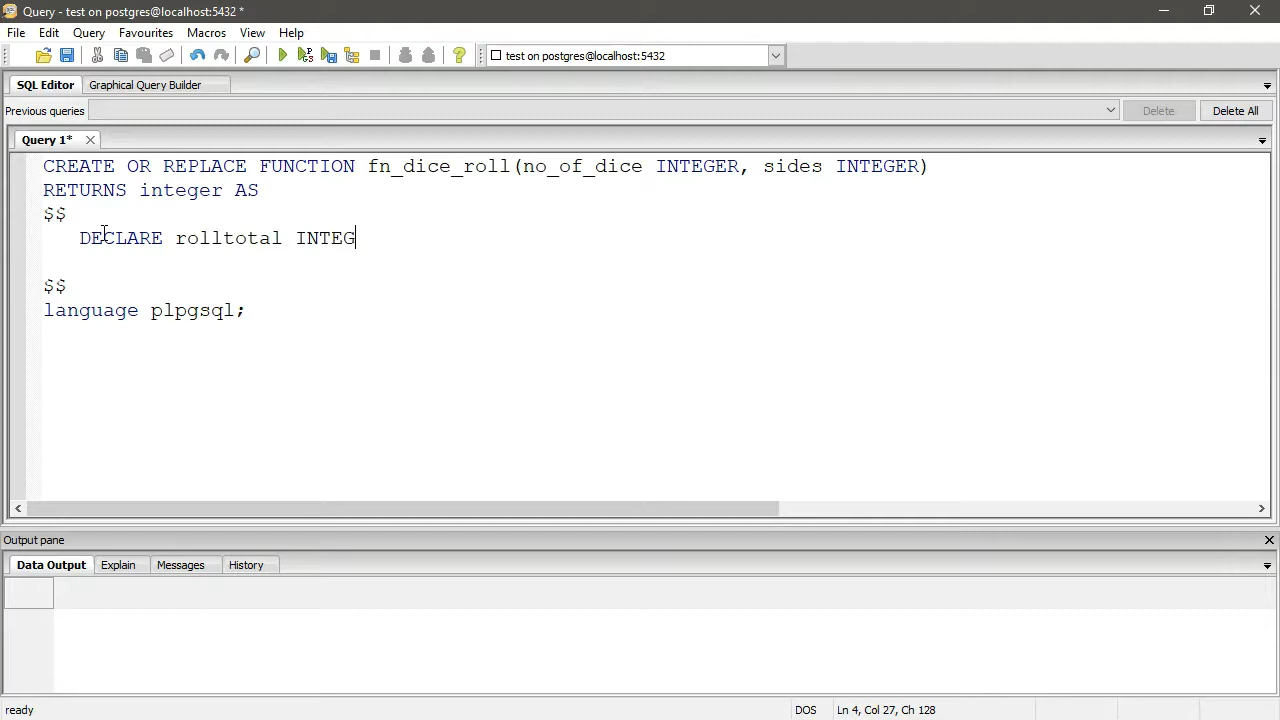 Query - test on postgres@localhost:5432 *
File Edit Query Favourites Macros View Help
test on postgres@localhost:5432
SQL Editor Graphical Query Builder
Previous queries Delete Delete All
Query 1*
CREATE OR REPLACE FUNCTION fn_dice_roll(no_of_dice INTEGER, sides INTEGER)
RETURNS integer AS
$$
DECLARE rolltotal INTEG
$$
language plpgsql;
Output pane
Data Output Explain Messages History
ready DOS Ln 4, Col 27, Ch 128